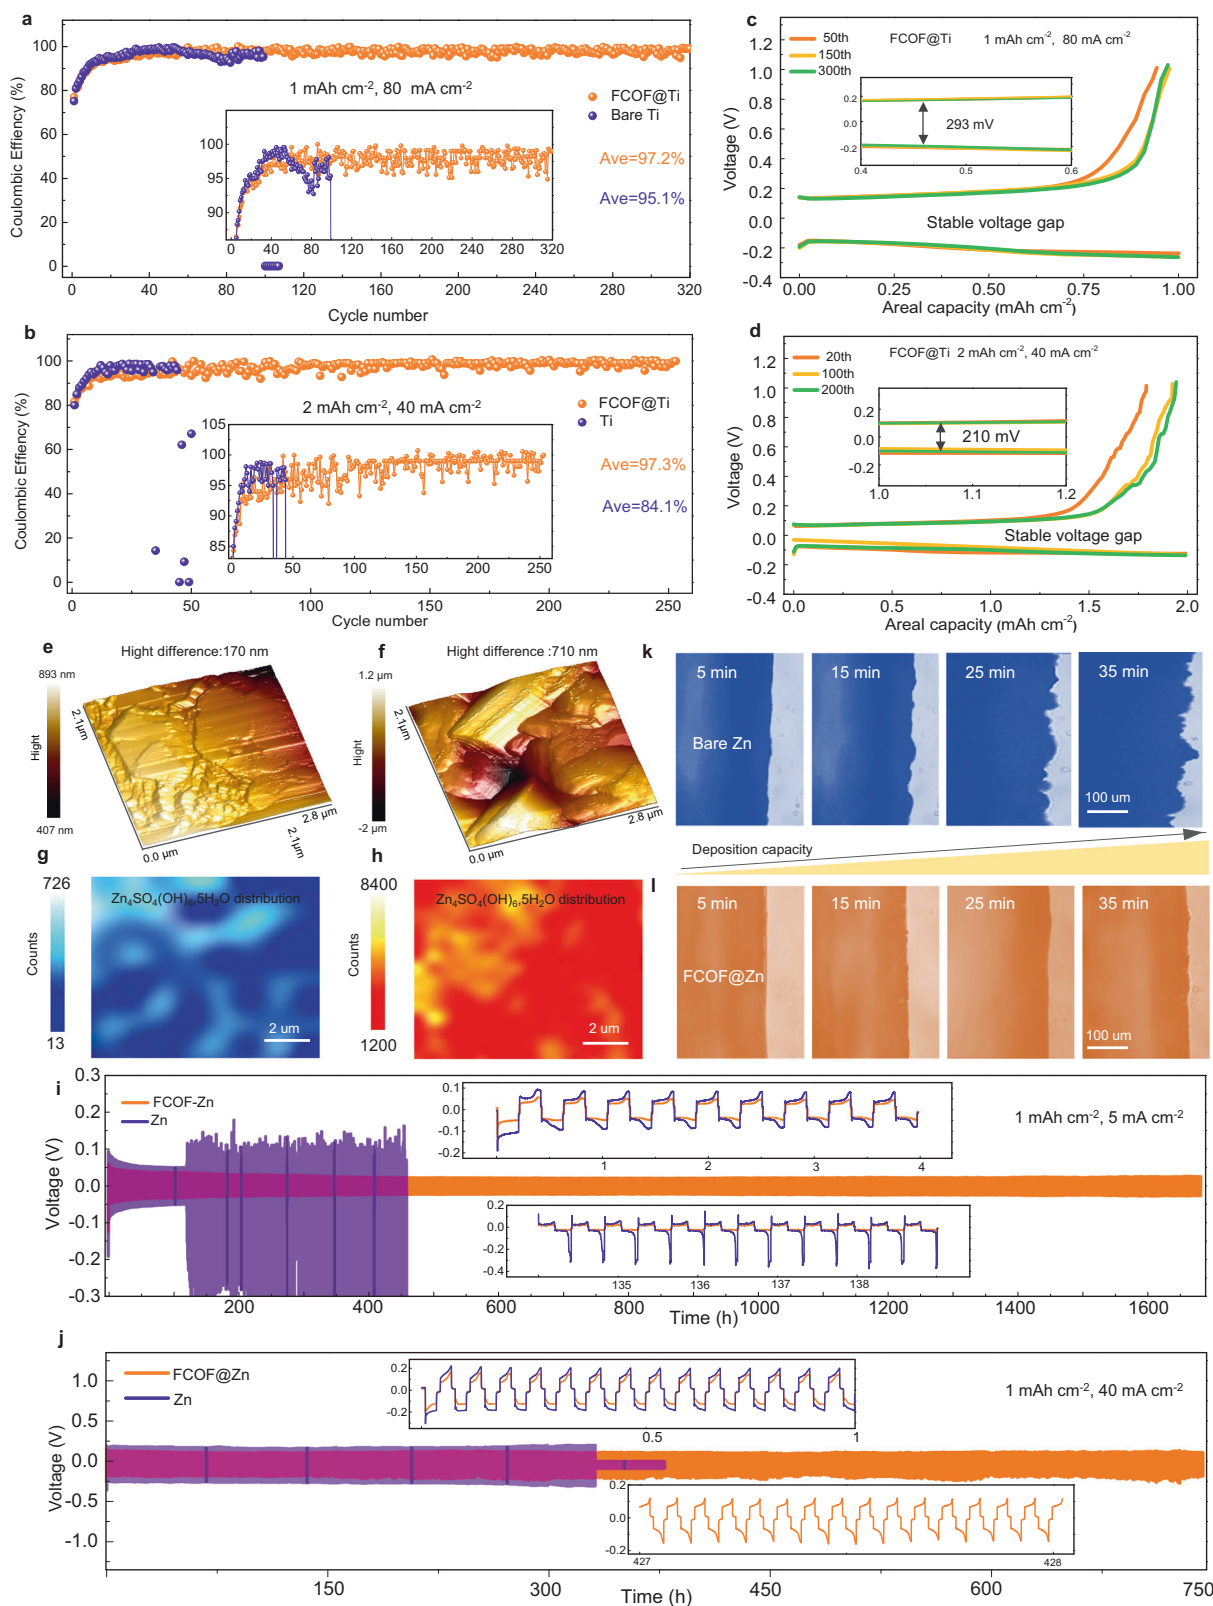 a
Coulombic Effiency (%)
100
80
60
40
20
0
1 mAh cm-2, 80 mA cm-2
FCOF@Ti
Bare Ti
Ave=97.2%
Ave=95.1%
100
95
90
0 40 80 120 160 200 240 280 320
0 40 80 120 160 200 240 280 320
Cycle number
b
Coulombic Effiency (%)
100
80
60
40
20
0
2 mAh cm-2, 40 mA cm-2
FCOF@Ti
Ti
Ave=97.3%
Ave=84.1%
105
100
95
90
85
0 50 100 150 200 250
0 50 100 150 200 250
Cycle number
c
Voltage (V)
1.2
1.0
0.8
0.6
0.4
0.2
0.0
-0.2
-0.4
50th
150th
300th
FCOF@Ti 1 mAh cm-2, 80 mA cm-2
0.2
0.0
-0.2
293 mV
0.4 0.5 0.6
Stable voltage gap
0.00 0.25 0.50 0.75 1.00
Areal capacity (mAh cm-2)
d
Voltage (V)
1.2
1.0
0.8
0.6
0.4
0.2
0.0
-0.2
-0.4
20th
100th
200th
FCOF@Ti 2 mAh cm-2, 40 mA cm-2
0.2
0.0
-0.2
210 mV
1.0 1.1 1.2
Stable voltage gap
0.0 0.5 1.0 1.5 2.0
Areal capacity (mAh cm-2)
e
Hight difference:170 nm
893 nm
Hight
407 nm
2.1µm
0.0 µm
2.1µm
2.8 µm
f
Hight difference :710 nm
1.2 µm
Hight
-2 µm
2.1µm
0.0 µm
2.8 µm
g
726
Counts
13
Zn4SO4(OH)6,5H2O distribution
2 um
h
8400
Counts
1200
Zn4SO4(OH)6,5H2O distribution
2 um
k
5 min
15 min
25 min
35 min
Bare Zn
100 um
Deposition capacity
l
5 min
15 min
25 min
35 min
FCOF@Zn
100 um
i
Voltage (V)
0.3
0.2
0.1
0.0
-0.1
-0.2
-0.3
FCOF-Zn
Zn
1 mAh cm-2, 5 mA cm-2
0.1
0.0
-0.1
-0.2
1 2 3 4
0.2
0.0
-0.2
-0.4
135 136 137 138
200 400 600 800 1000 1200 1400 1600
Time (h)
j
Voltage (V)
1.0
0.5
0.0
-0.5
-1.0
FCOF@Zn
Zn
1 mAh cm-2, 40 mA cm-2
0.2
0.0
-0.2
0.5 1
0.2
0.0
-0.2
427 428
150 300 450 600 750
Time (h)